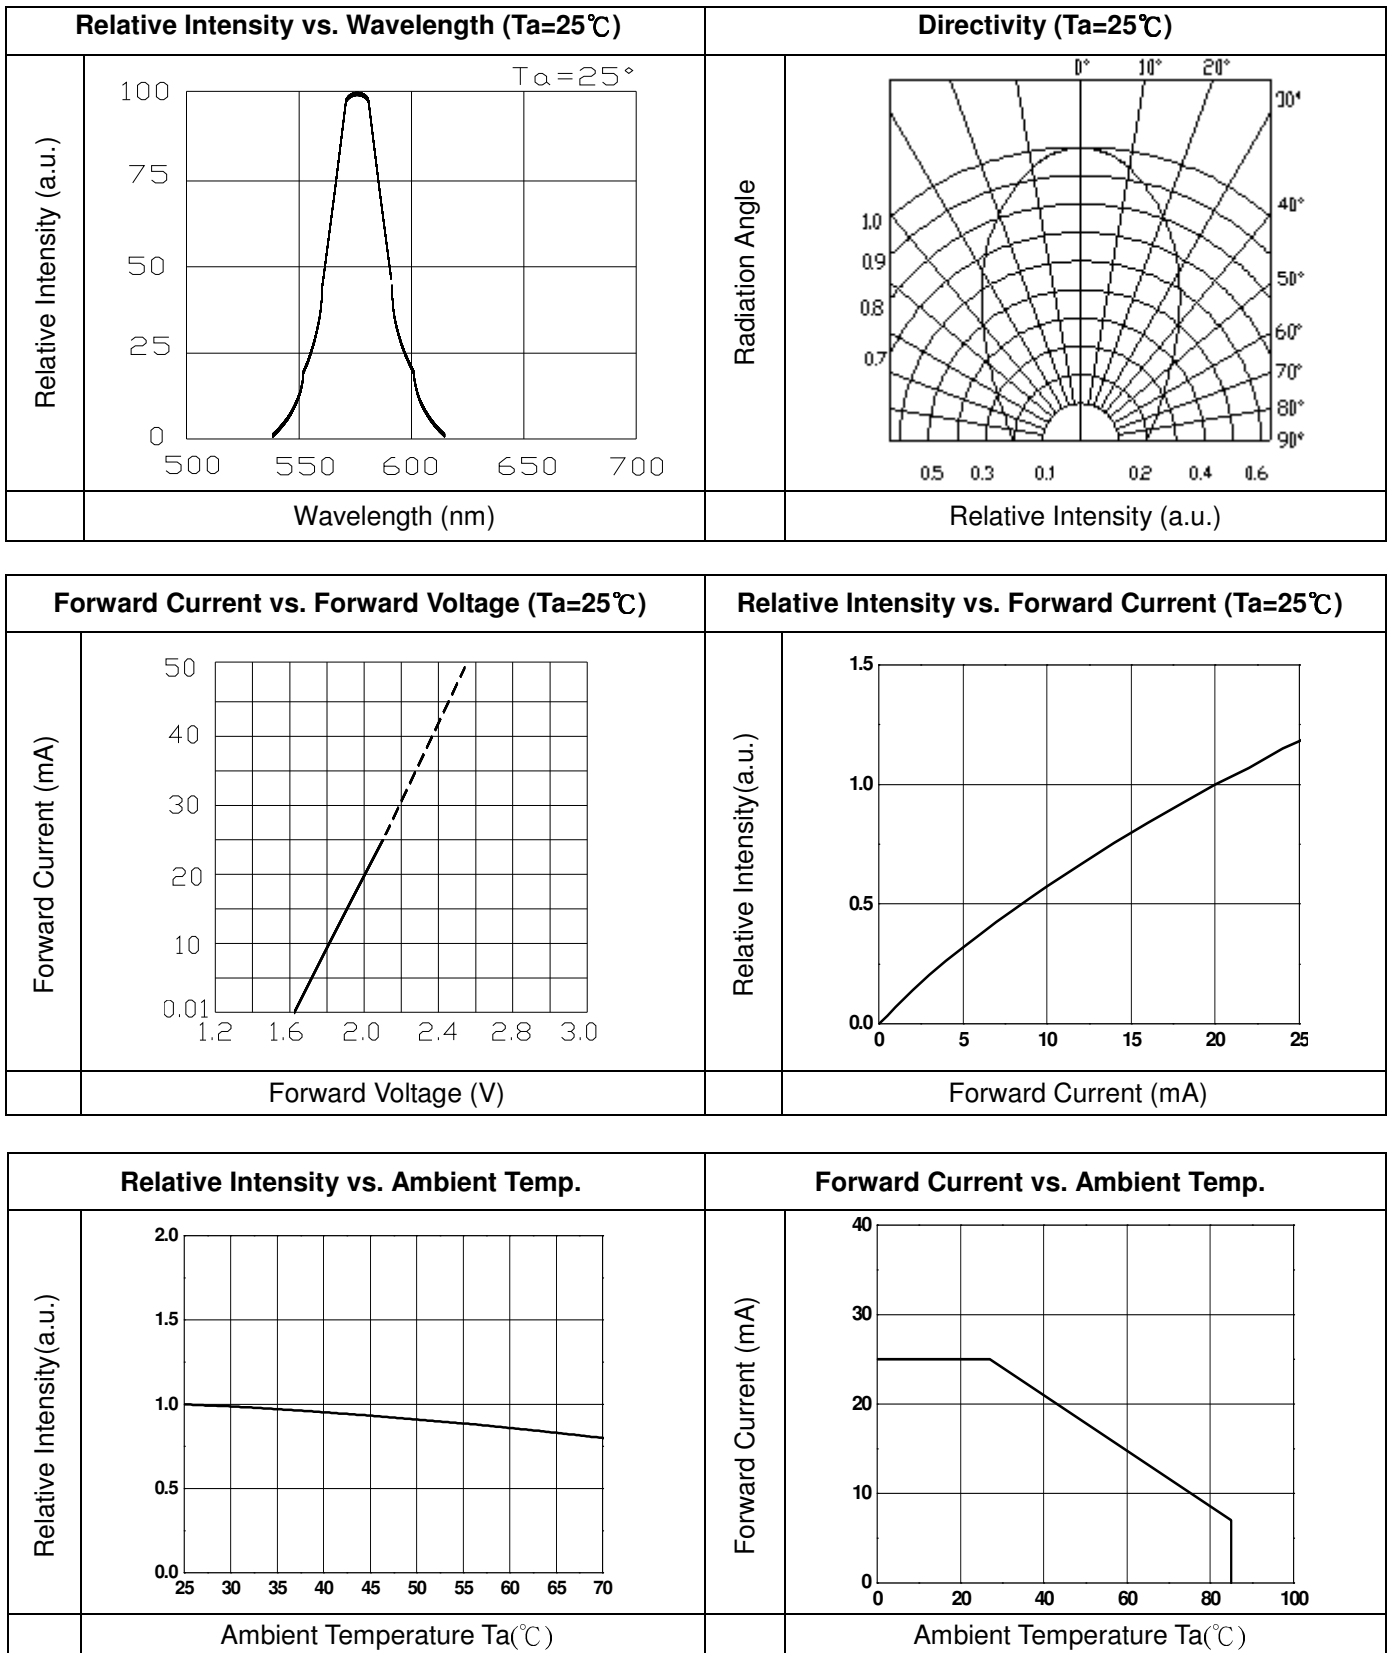 Relative Intensity vs. Wavelength (Ta=25℃)
Directivity (Ta=25℃)
Relative Intensity (a.u.)
Ta=25°
100
75
50
25
0
500 550 600 650 700
Wavelength (nm)
Radiation Angle
0° 10° 20°
30°
40°
50°
60°
70°
80°
90°
1.0
0.9
0.8
0.7
0.5 0.3 0.1 0.2 0.4 0.6
Relative Intensity (a.u.)
Forward Current vs. Forward Voltage (Ta=25℃)
Relative Intensity vs. Forward Current (Ta=25℃)
Forward Current (mA)
50
40
30
20
10
0.01
1.2 1.6 2.0 2.4 2.8 3.0
Forward Voltage (V)
Relative Intensity(a.u.)
1.5
1.0
0.5
0.0
0 5 10 15 20 25
Forward Current (mA)
Relative Intensity vs. Ambient Temp.
Forward Current vs. Ambient Temp.
Relative Intensity(a.u.)
2.0
1.5
1.0
0.5
0.0
25 30 35 40 45 50 55 60 65 70
Ambient Temperature Ta(℃)
Forward Current (mA)
40
30
20
10
0
0 20 40 60 80 100
Ambient Temperature Ta(℃)